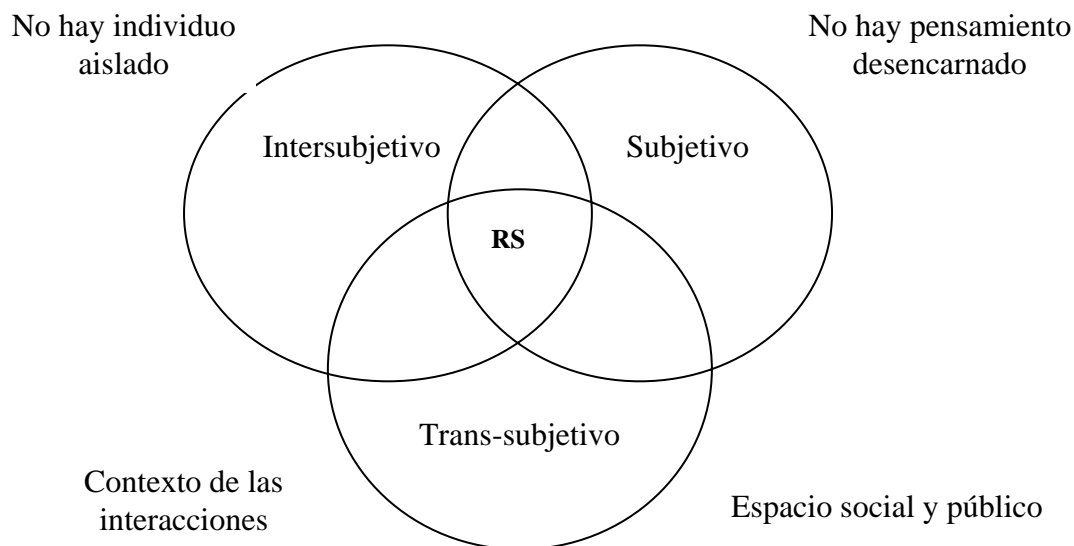 No hay individuo
aislado
No hay pensamiento
desencarnado
Intersubjetivo
Subjetivo
RS
Trans-subjetivo
Contexto de las
interacciones
Espacio social y público